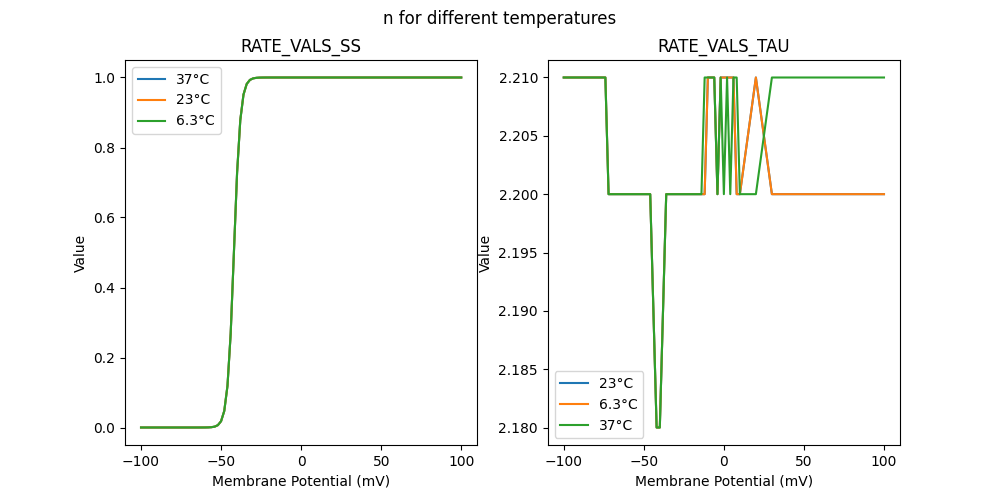 n for different temperatures
RATE_VALS_SS
1.0
0.8
0.6
0.4
0.2
0.0
Value
37°C
23°C
6.3°C
−100
−50
0
50
100
Membrane Potential (mV)
RATE_VALS_TAU
2.210
2.205
2.200
2.195
2.190
2.185
2.180
Value
23°C
6.3°C
37°C
−100
−50
0
50
100
Membrane Potential (mV)